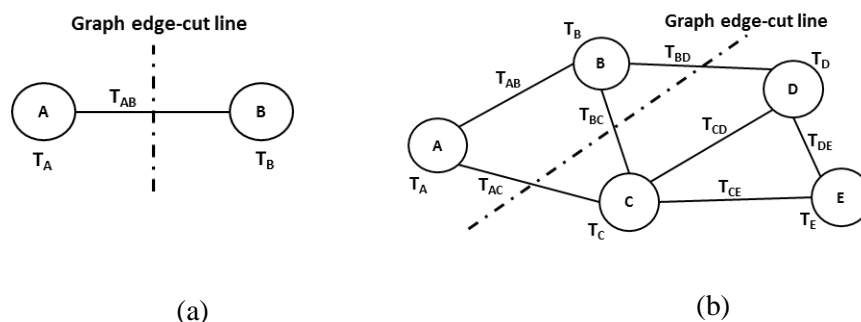 Graph edge-cut line
A
T_AB
B
T_A
T_B
(a)
Graph edge-cut line
T_B
B
T_BD
T_D
D
T_AB
T_BC
A
T_CD
T_DE
T_A
T_AC
C
T_CE
E
T_C
T_E
(b)